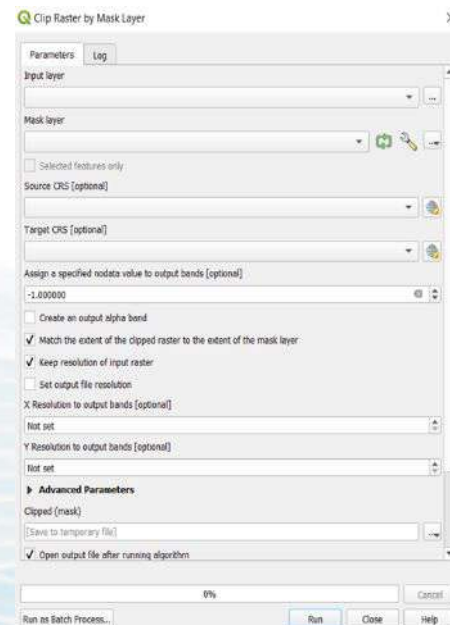 Clip Raster by Mask Layer
Parameters Log
Input layer
...
Mask layer
Selected features only
Source CRS [optional]
Target CRS [optional]
Assign a specified nodata value to output bands [optional]
-1.000000
Create an output alpha band
Match the extent of the clipped raster to the extent of the mask layer
Keep resolution of input raster
Set output file resolution
X Resolution to output bands [optional]
Not set
Y Resolution to output bands [optional]
Not set
Advanced Parameters
Clipped (mask)
[Save to temporary file]
Open output file after running algorithm
0% Cancel
Run as Batch Process... Run Close Help